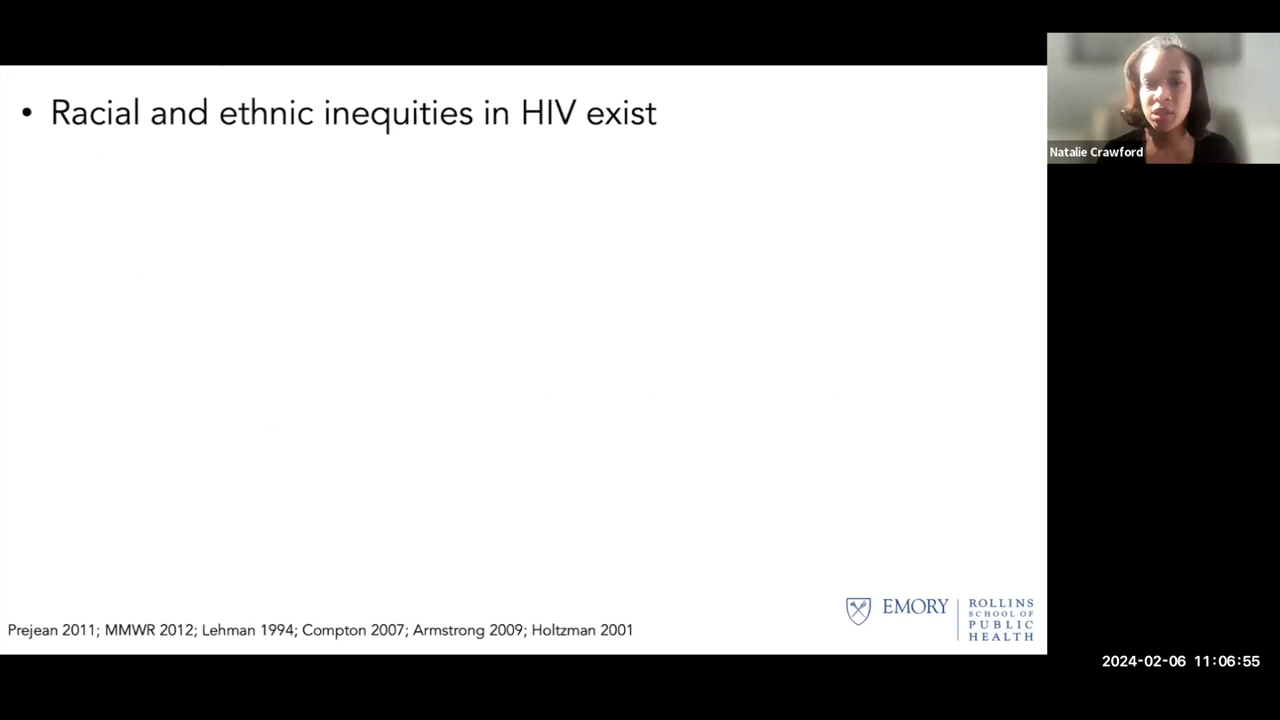 • Racial and ethnic inequities in HIV exist
Natalie Crawford
EMORY
ROLLINS
SCHOOL OF
PUBLIC
HEALTH
Prejean 2011; MMWR 2012; Lehman 1994; Compton 2007; Armstrong 2009; Holtzman 2001
2024-02-06 11:06:55